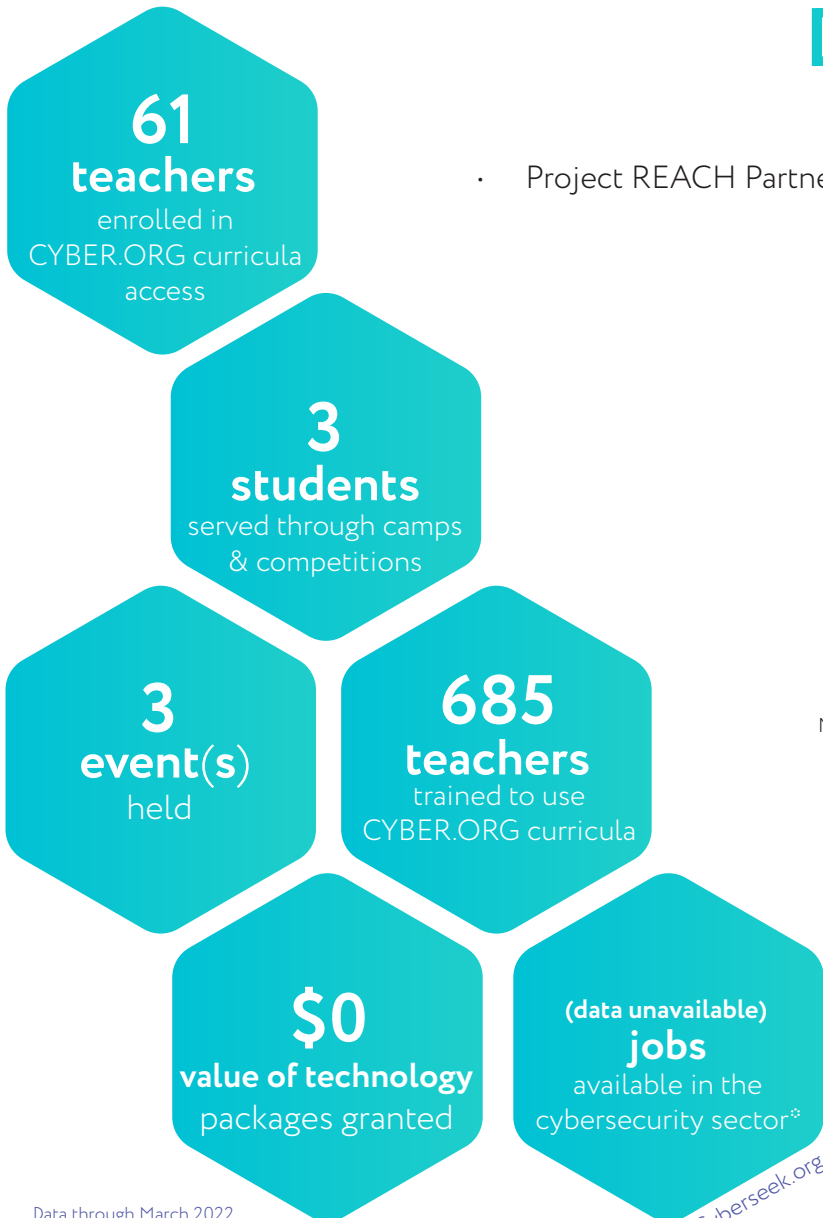 61
teachers
enrolled in
CYBER.ORG curricula
access
• Project REACH
3
students
served through camps
& competitions
3
event(s)
held
685
teachers
trained to use
CYBER.ORG curricula
$0
value of technology
packages granted
(data unavailable)
jobs
available in the
cybersecurity sector*
Data through March 2022